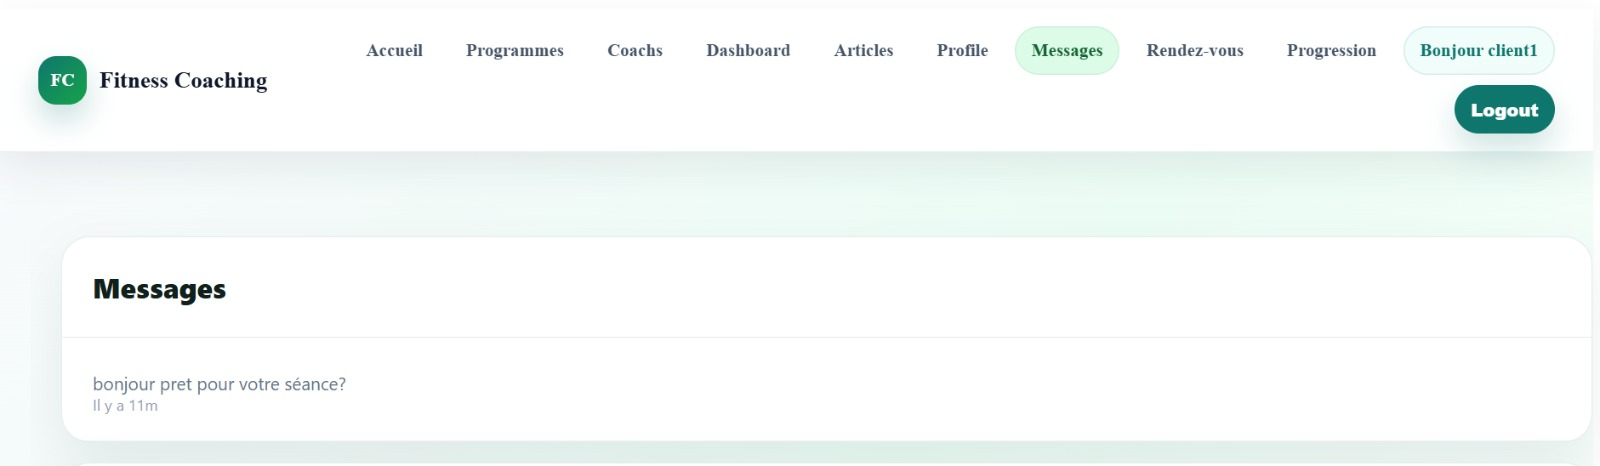 FC Fitness Coaching
Accueil Programmes Coachs Dashboard Articles Profile Messages Rendez-vous Progression Bonjour client1
Logout
Messages
bonjour pret pour votre séance?
Il y a 11m